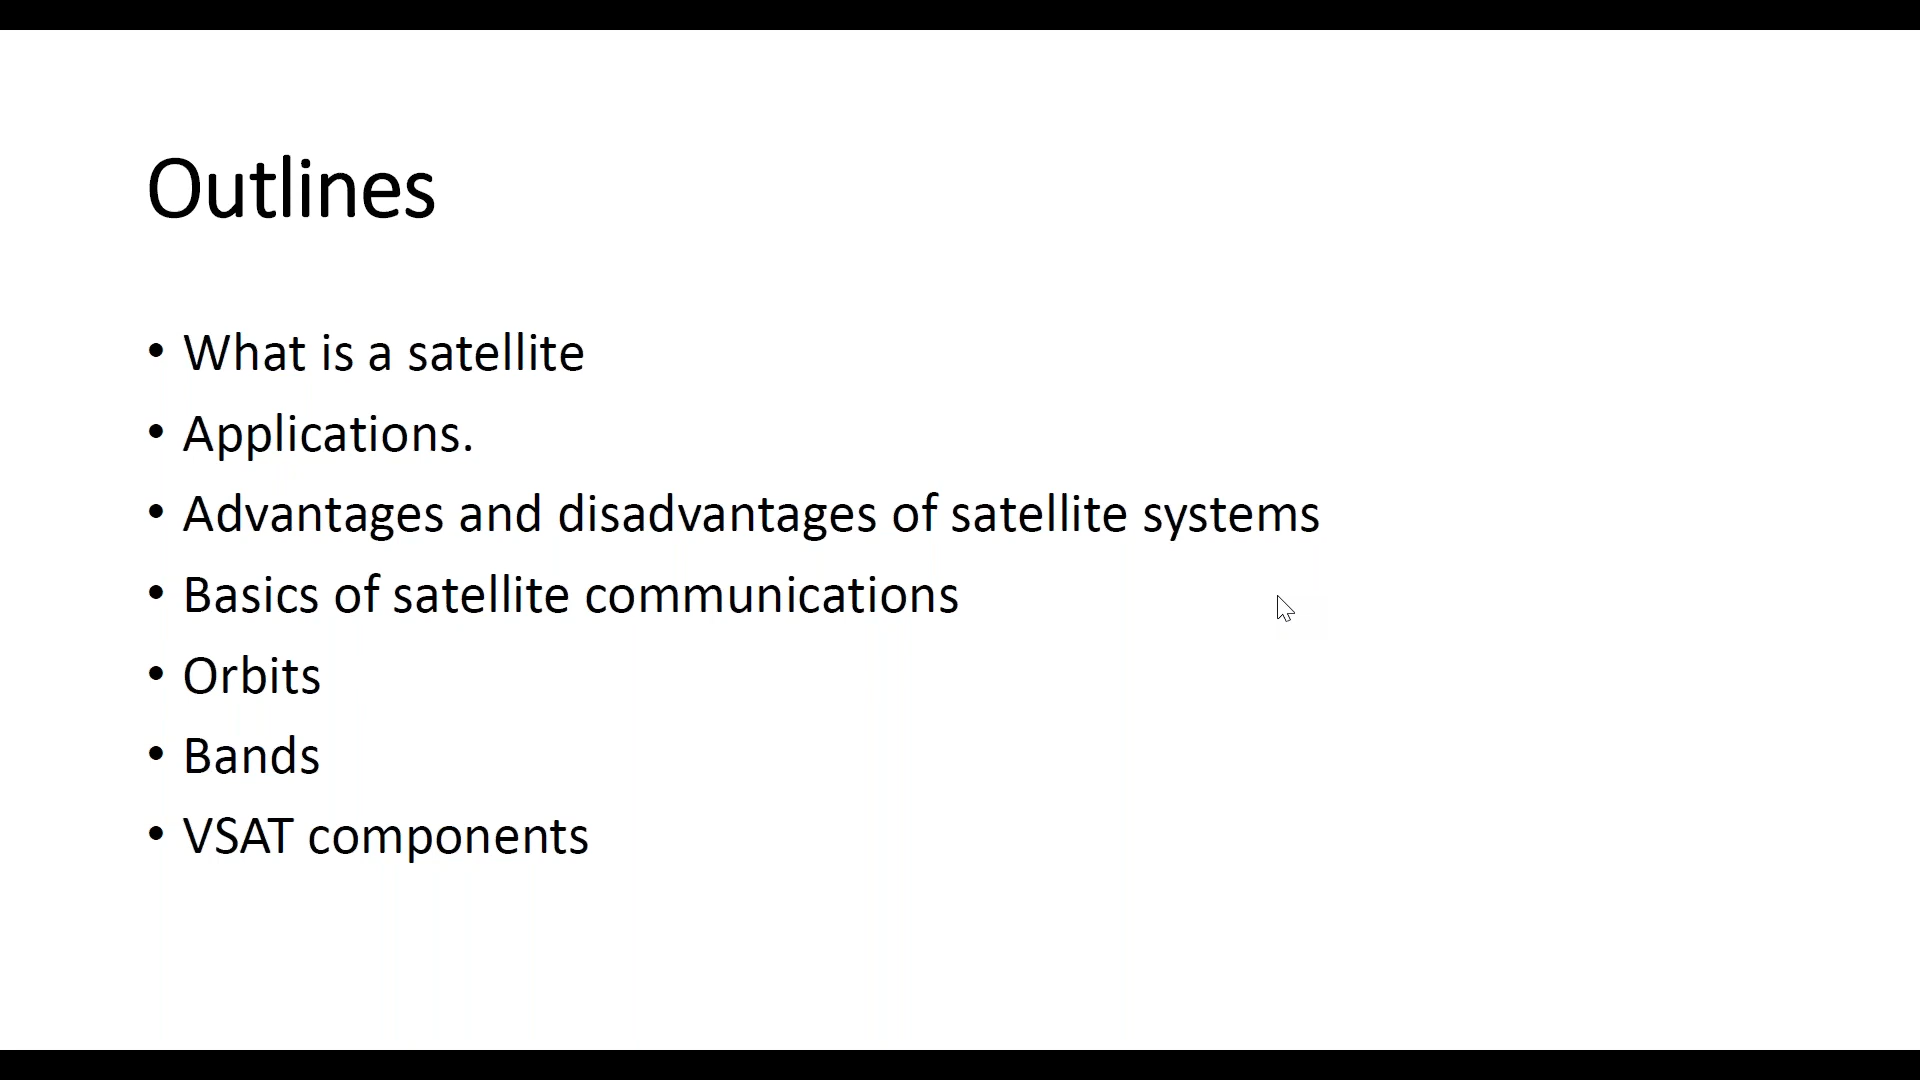 Outlines
• What is a satellite
• Applications.
• Advantages and disadvantages of satellite systems
• Basics of satellite communications
• Orbits
• Bands
• VSAT components